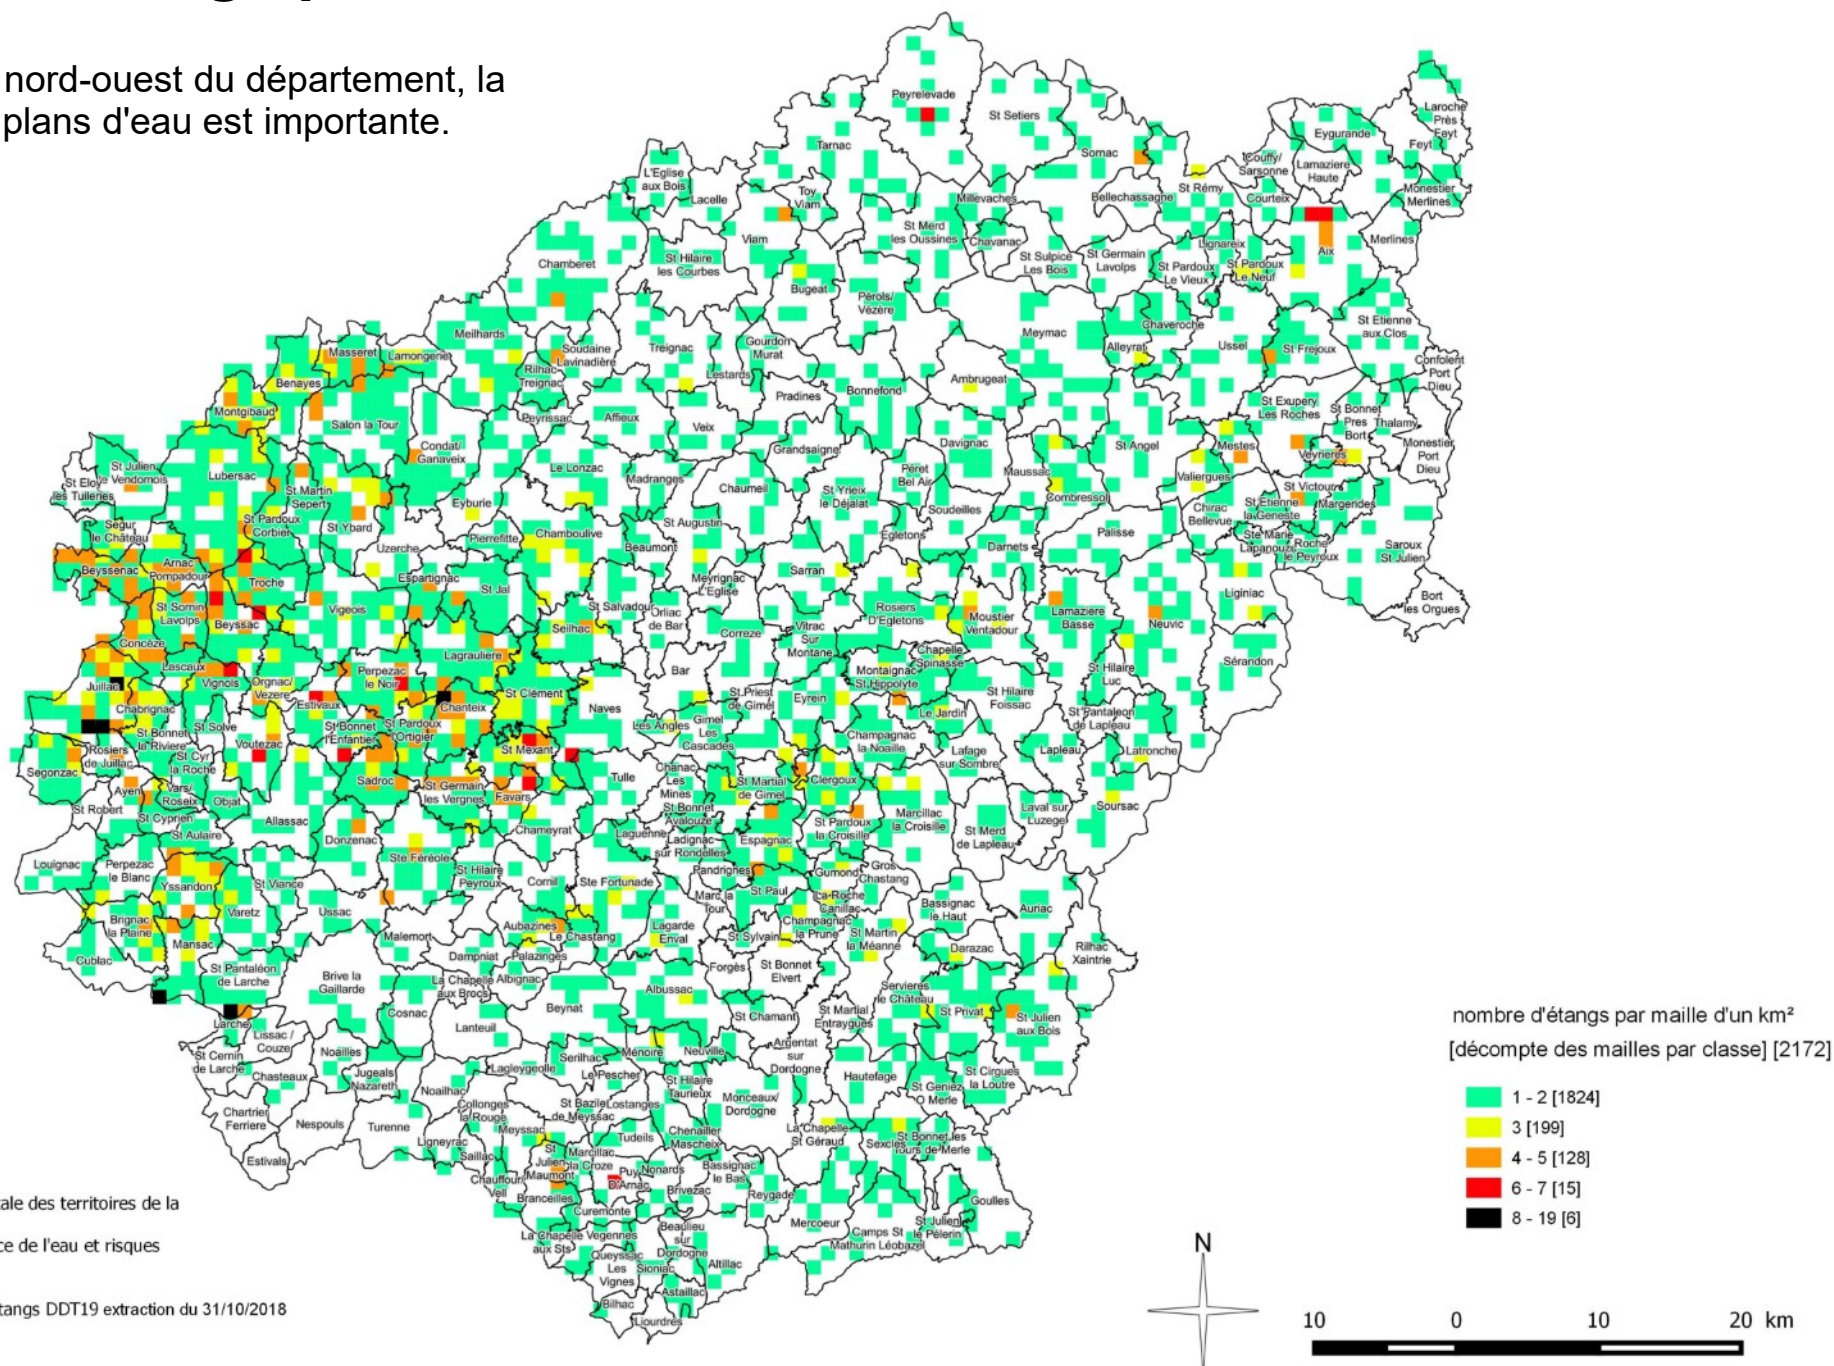 nord-ouest du département, la
plans d'eau est importante.
Peyrelevade
St Setiers
Laroche
Près
Feyt
Eygurande
Feyt
Tarnac
Sornac
Couffy/
Sarsonne
Lamaziere
Haute
L'Eglise
aux Bois
Lacelle
Toy
Viam
Millevaches
Bellechassagne
St Rémy
Courteix
Monestier
Merlines
Viam
St Merd
les Oussines
Chavanac
Lignareix
Aix
Merlines
Chamberet
St Hilaire
les Courbes
St Sulpice
Les Bois
St Germain
Lavolps
St Pardoux
Le Vieux
St Pardoux
Le Neuf
Bugeat
Pérols/
Vézère
Meilhards
Meymac
Chaveroche
St Etienne
aux Clos
Masseret
Lamongerie
Soudaine
Lavinadière
Treignac
Gourdon
Murat
Alleyrat
Ussel
St Frejoux
Confolent
Port
Dieu
Benayes
Rilhac
Treignac
Lestards
Ambrugeat
Montgibaud
Salon la Tour
Peyrissac
Affieux
Pradines
Bonnefond
St Exupery
Les Roches
St Bonnet
Pres
Bort
Thalamy
Veix
Condat/
Ganaveix
Grandsaigne
Davignac
St Angel
Mestes
Veyrieres
Monestier
Port
Dieu
St Julien
le Vendomois
Lubersac
Le Lonzac
Madranges
Péret
Bel Air
Maussac
Valiergues
St Eloy
les Tuileries
St Martin
Sepert
Eyburie
Chaumeil
St Yrieix
le Déjalat
Combressol
St Victour
St Etienne
la Geneste
Margerides
Segur
le Château
St Pardoux
Corbier
St Ybard
Pierrefitte
Chamboulive
St Augustin
Soudeilles
Chirac
Bellevue
Palisse
Egletons
Darnets
Ste Marie
Lapanouze
Roche
le Peyroux
Saroux
St Julien
Uzerche
Beaumont
Beyssenac
Arnac
Pompadour
Troche
Espartignac
St Jal
Meyrignac
L'Eglise
Sarran
Liginiac
Bort
les Orgues
St Sornin
Lavolps
Beyssac
Vigeois
St Salvadour
Orliac
de Bar
Rosiers
D'Egletons
Moustier
Ventadour
Lamaziere
Basse
Neuvic
Concèze
Seilhac
Correze
Vitrac
Sur
Montane
Lascaux
Lagrauliere
Chapelle
Spinasse
Sérandon
Juillac
Vignols
Orgnac/
Vezere
Perpezac
le Noir
St Clément
Bar
Montaignac
St Hippolyte
St Hilaire
Luc
Chabrignac
Estivaux
Chanteix
Naves
St Priest
de Gimel
Eyrein
Le Jardin
St Hilaire
Foissac
St Pantaleon
de Lapleau
St Bonnet
la Riviere
St Solve
St Bonnet
l'Enfantier
St Pardoux
l'Ortigier
Les Angles
Gimel
Les
Cascades
Champagnac
la Noaille
Rosiers
de Juillac
St Cyr
la Roche
Voutezac
St Mexant
Lafage
sur Sombre
Lapleau
Latronche
Segonzac
Ayen
Vars/
Roseix
Objat
Sadroc
St Germain
les Vergnes
Favars
Tulle
Chanac
Les
Mines
St Martial
de Gimel
Clergoux
St Robert
St Cyprien
Allassac
St Bonnet
Avalouze
Marcillac
la Croisille
Laval sur
Luzege
Soursac
St Aulaire
Donzenac
Chameyrat
Laguenne
Ladignac
sur Rondelles
Espagnac
St Pardoux
la Croisille
St Merd
de Lapleau
Louignac
Perpezac
le Blanc
Ste Féréole
St Hilaire
Peyroux
Pandrignes
Gumond
Gros
Chastang
Yssandon
St Viance
Cornil
Ste Fortunade
Marc la
Tour
St Paul
La Roche
Canillac
Bassignac
le Haut
Auriac
Brignac
la Plaine
Varetz
Ussac
Aubazines
Le Chastang
Lagarde
Enval
Champagnac
la Prune
Mansac
Malemort
St Sylvain
St Martin
la Méanne
Darazac
Rilhac
Xaintrie
Cublac
Dampniat
Palazinges
St Pantaléon
de Larche
Brive la
Gaillarde
La Chapelle
aux Brocs
Albignac
Albussac
Forgès
St Bonnet
Elvert
Servieres
le Château
Larche
Cosnac
Lanteuil
Beynat
St Chamant
St Martial
Entraygues
St Privat
St Julien
aux Bois
Lissac /
Couze
Noailles
St Cernin
de Larche
Chasteaux
Jugeals
Nazareth
Serilhac
Ménoire
Neuville
Argentat
sur
Dordogne
Lagleygeolle
Le Pescher
Noailhac
St Hilaire
Taurieux
Monceaux/
Dordogne
Hautefage
St Geniez
O Merle
St Cirgues
la Loutre
Chartrier
Ferriere
Nespouls
Turenne
Collonges
la Rouge
Meyssac
St Bazile
de Meyssac
Lostanges
Chenailler
Mascheix
La Chapelle
St Géraud
Sexcles
St Bonnet les
Tours de Merle
Estivals
Ligneyrac
Saillac
Tudeils
St
Julien
Maumont
Marcillac
la Croze
Puy
D'Arnac
Nonards
Bassignac
le Bas
Chauffour/
Vell
Branceilles
Brivezac
Reygade
Goulles
Curemonte
Mercoeur
Camps St
Mathurin Léobazel
St Julien
le Pélerin
La Chapelle
aux Sts
Vegennes
Beaulieu
sur
Dordogne
Queyssac
Les
Vignes
Sioniac
Altillac
Astaillac
Bilhac
Liourdres
nombre d'étangs par maille d'un km²
[décompte des mailles par classe] [2172]
1 - 2 [1824]
3 [199]
4 - 5 [128]
6 - 7 [15]
8 - 19 [6]
ale des territoires de la
ce de l'eau et risques
tangs DDT19 extraction du 31/10/2018
N
10 0 10 20 km